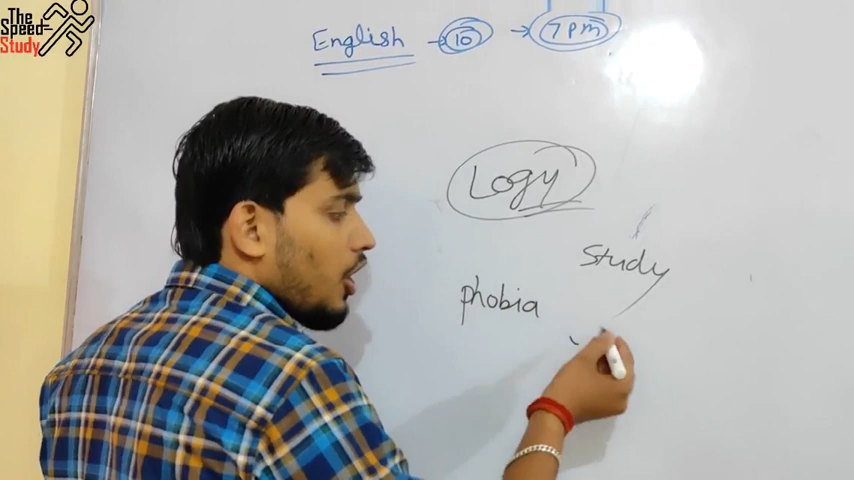 The
Speed
Study
English → 10 → 7 pm
Logy
Study
phobia